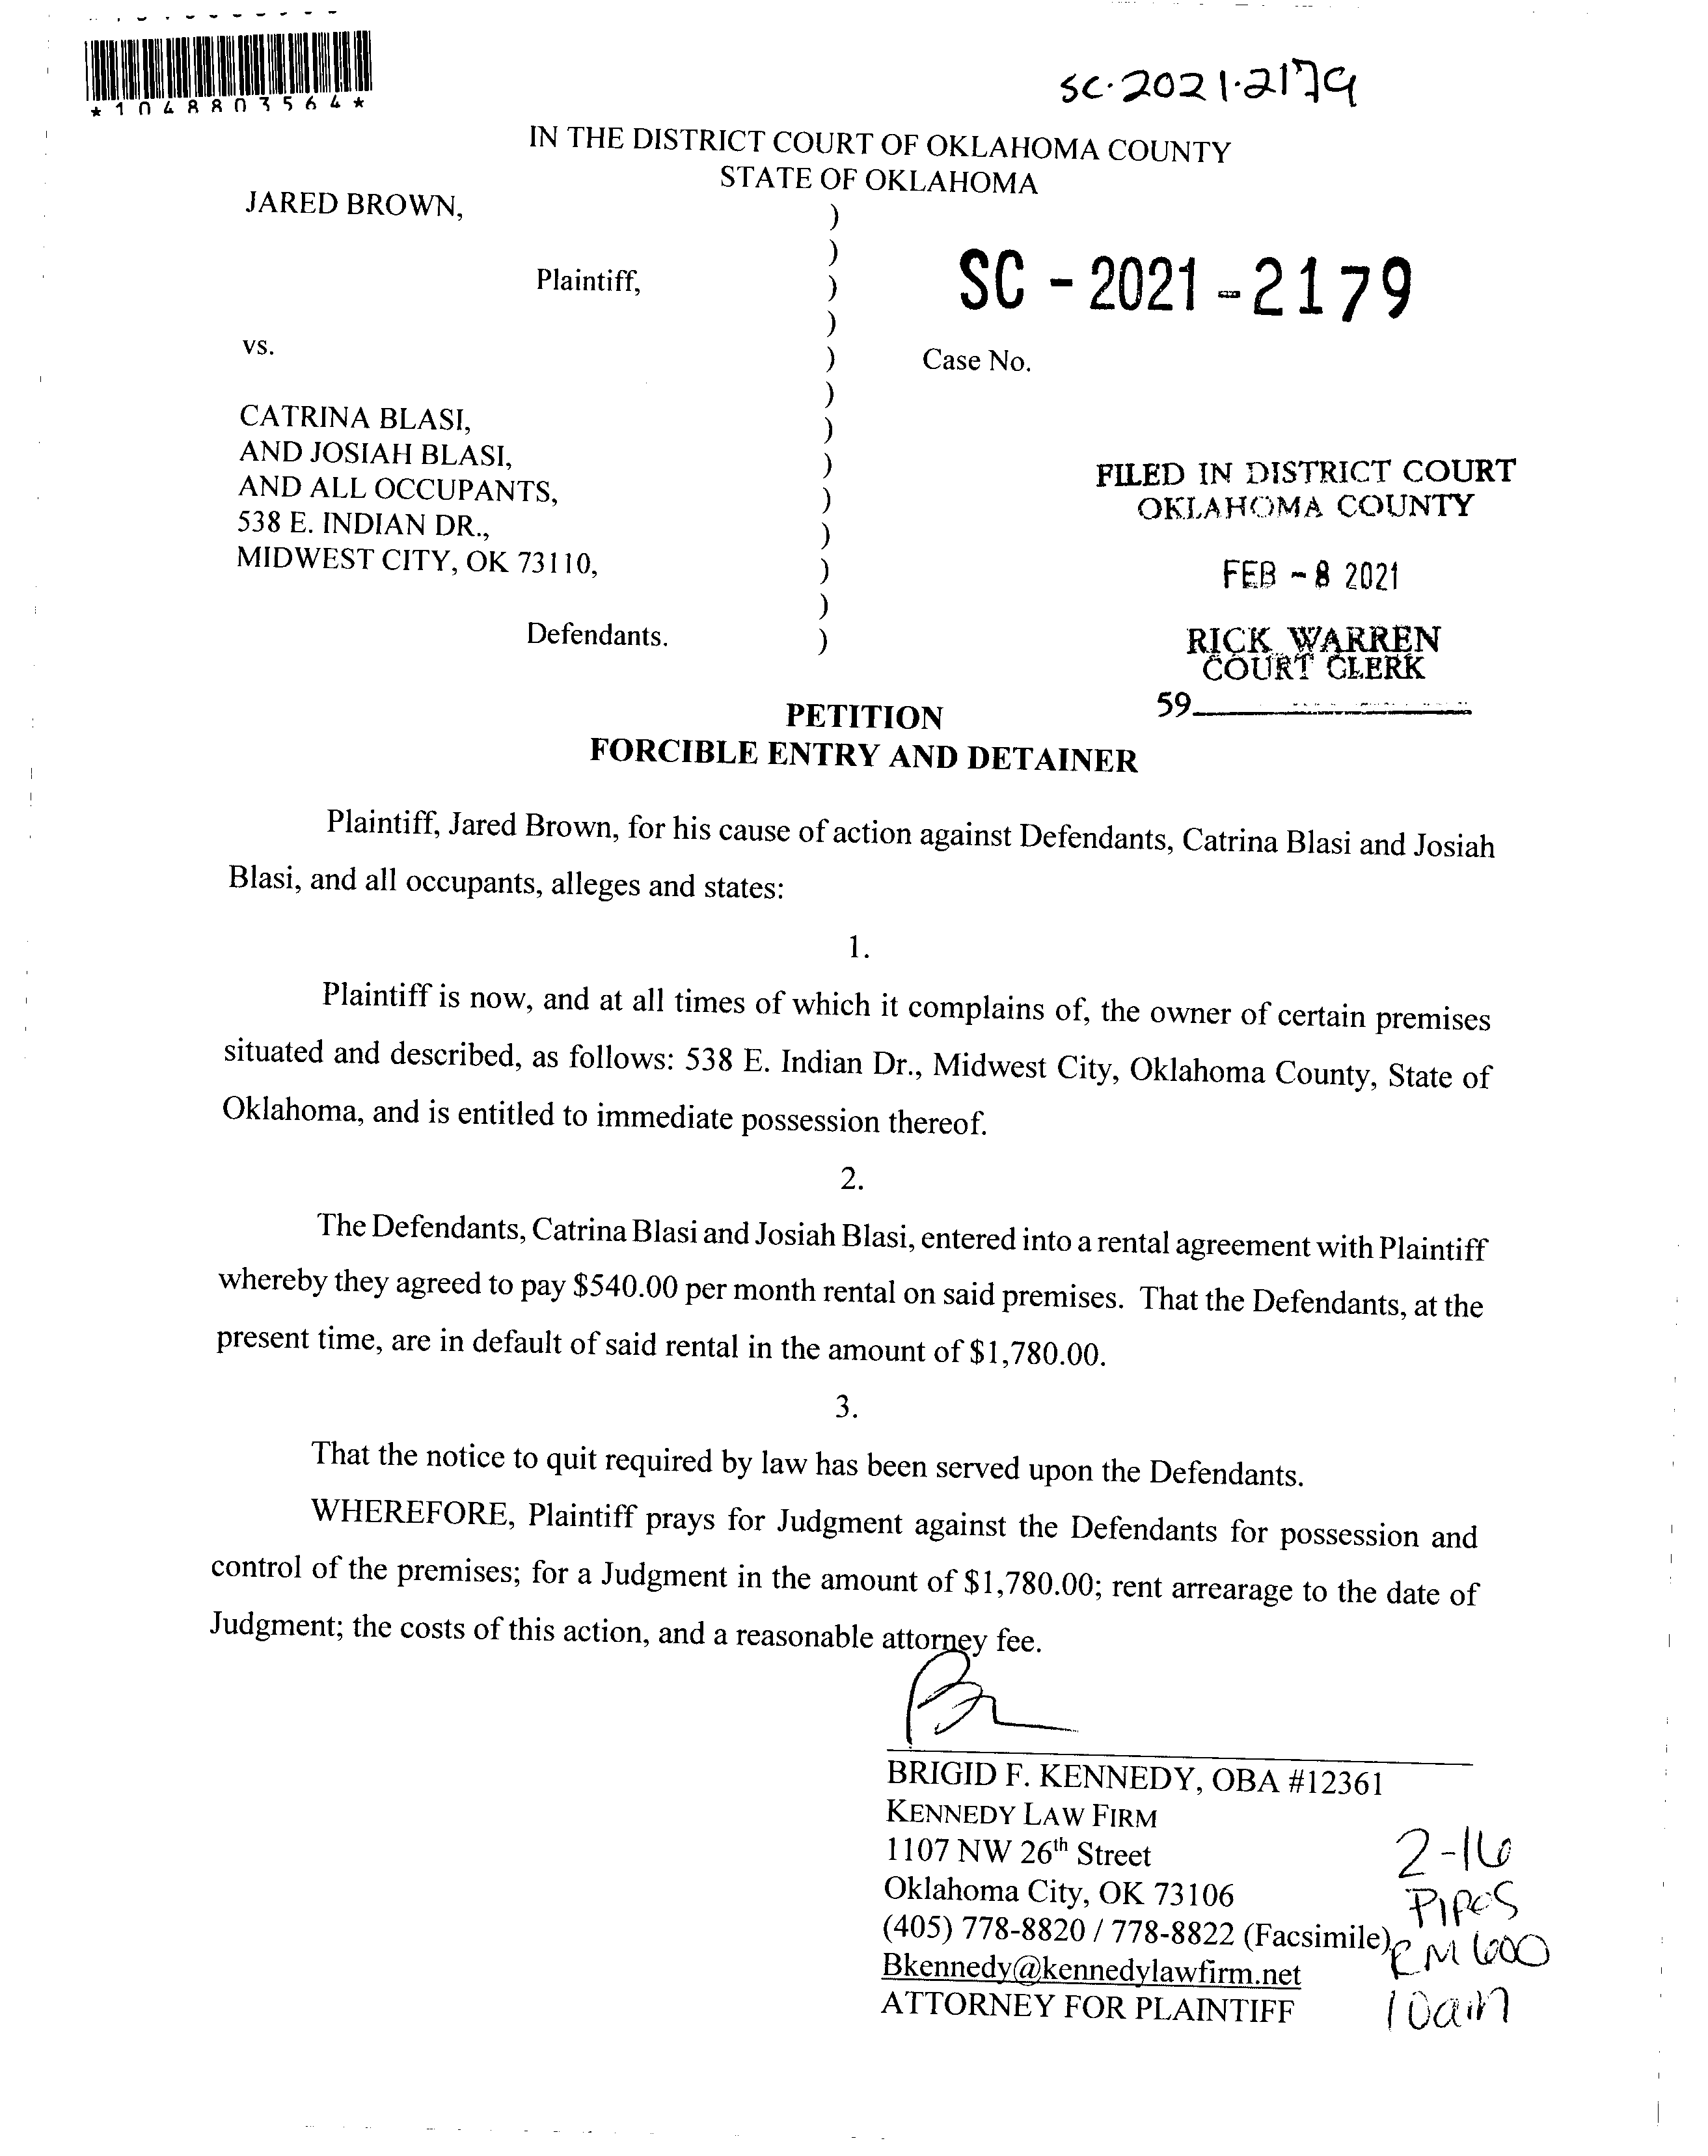 *1048803564*
SC-2021-2179
IN THE DISTRICT COURT OF OKLAHOMA COUNTY
STATE OF OKLAHOMA
JARED BROWN, )
)
Plaintiff, ) SC - 2021 - 2179
)
vs. ) Case No.
)
CATRINA BLASI, )
AND JOSIAH BLASI, )
AND ALL OCCUPANTS, )
538 E. INDIAN DR., )
MIDWEST CITY, OK 73110, )
)
Defendants. )
FILED IN DISTRICT COURT
OKLAHOMA COUNTY
FEB - 8 2021
RICK WARREN
COURT CLERK
59
PETITION
FORCIBLE ENTRY AND DETAINER
Plaintiff, Jared Brown, for his cause of action against Defendants, Catrina Blasi and Josiah
Blasi, and all occupants, alleges and states:
1.
Plaintiff is now, and at all times of which it complains of, the owner of certain premises
situated and described, as follows: 538 E. Indian Dr., Midwest City, Oklahoma County, State of
Oklahoma, and is entitled to immediate possession thereof.
2.
The Defendants, Catrina Blasi and Josiah Blasi, entered into a rental agreement with Plaintiff
whereby they agreed to pay $540.00 per month rental on said premises. That the Defendants, at the
present time, are in default of said rental in the amount of $1,780.00.
3.
That the notice to quit required by law has been served upon the Defendants.
WHEREFORE, Plaintiff prays for Judgment against the Defendants for possession and
control of the premises; for a Judgment in the amount of $1,780.00; rent arrearage to the date of
Judgment; the costs of this action, and a reasonable attorney fee.
BRIGID F. KENNEDY, OBA #12361
KENNEDY LAW FIRM
1107 NW 26th Street
Oklahoma City, OK 73106
(405) 778-8820 / 778-8822 (Facsimile)
Bkennedy@kennedylawfirm.net
ATTORNEY FOR PLAINTIFF
2-16
PIPES
RM 600
10am